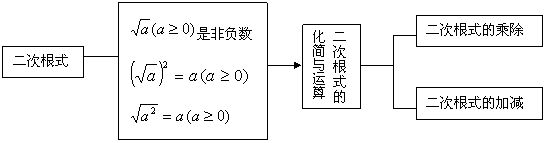 二次根式
√a(a≥0)是非负数
(√a)²=a(a≥0)
√a²=a(a≥0)
二次根式的
化简与运算
二次根式的乘除
二次根式的加减